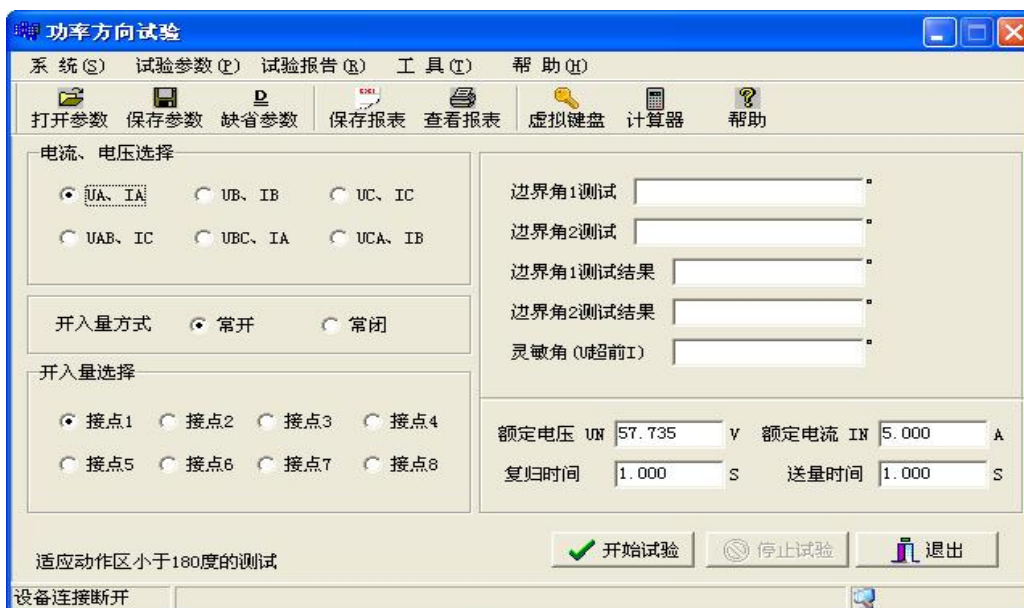 功率方向试验
系 统(S) 试验参数(P) 试验报告(R) 工 具(T) 帮 助(H)
打开参数 保存参数 缺省参数 保存报表 查看报表 虚拟键盘 计算器 帮助
电流、电压选择
UA、IA UB、IB UC、IC
UAB、IC UBC、IA UCA、IB
开入量方式 常开 常闭
开入量选择
接点1 接点2 接点3 接点4
接点5 接点6 接点7 接点8
边界角1测试 °
边界角2测试 °
边界角1测试结果 °
边界角2测试结果 °
灵敏角(U超前I) °
额定电压 UN 57.735 V 额定电流 IN 5.000 A
复归时间 1.000 S 送量时间 1.000 S
适应动作区小于180度的测试
开始试验 停止试验 退出
设备连接断开